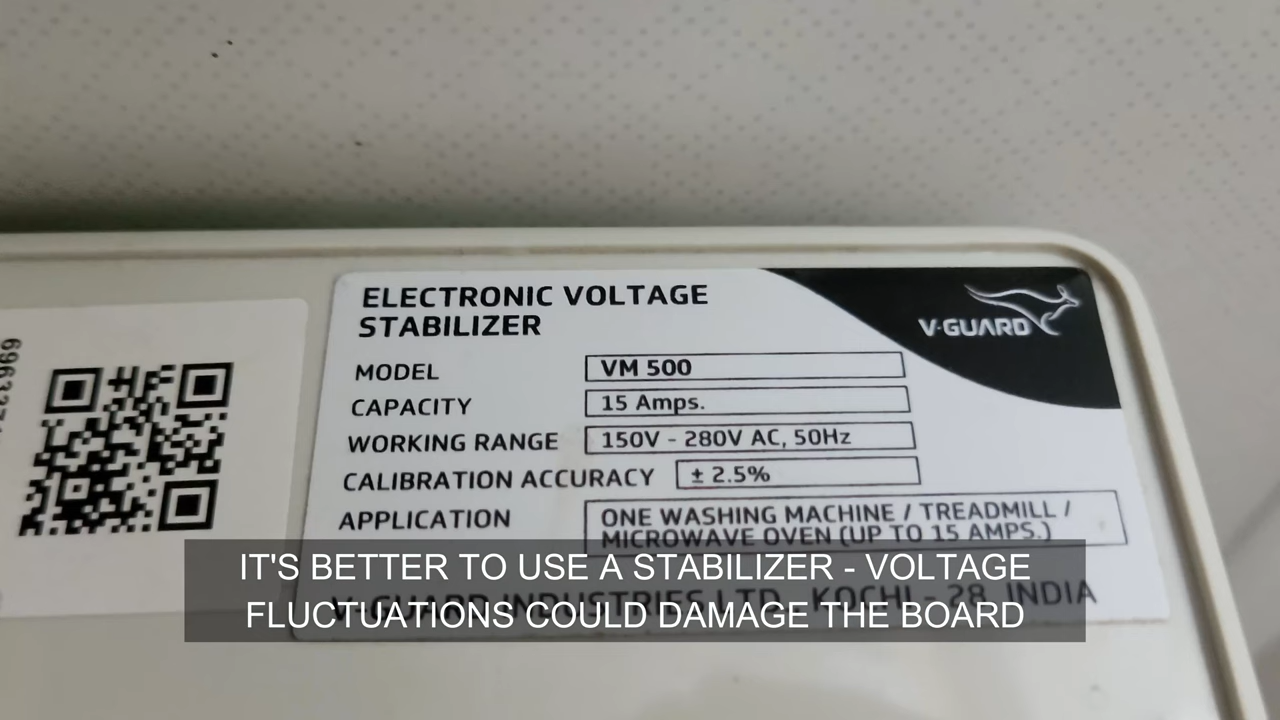 ELECTRONIC VOLTAGE
STABILIZER
V-GUARD
MODEL VM 500
CAPACITY 15 Amps.
WORKING RANGE 150V - 280V AC, 50Hz
CALIBRATION ACCURACY ± 2.5%
APPLICATION ONE WASHING MACHINE / TREADMILL /
MICROWAVE OVEN (UP TO 15 AMPS.)
V-GUARD INDUSTRIES LTD., KOCHI - 28, INDIA
IT'S BETTER TO USE A STABILIZER - VOLTAGE
FLUCTUATIONS COULD DAMAGE THE BOARD